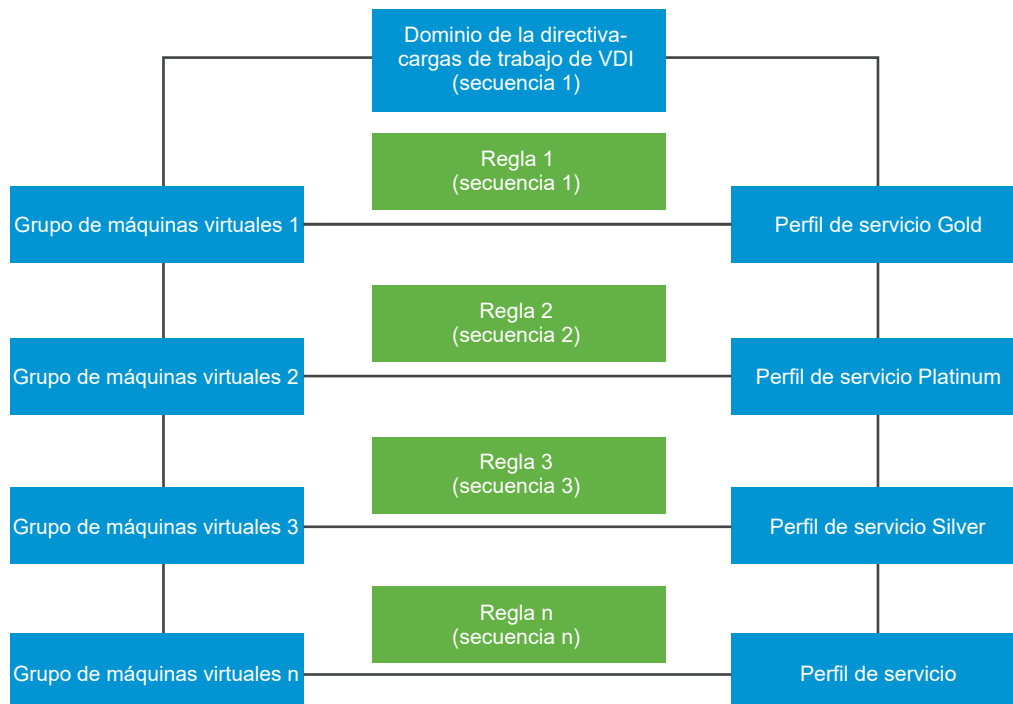 Dominio de la directiva-
cargas de trabajo de VDI
(secuencia 1)
Regla 1
(secuencia 1)
Grupo de máquinas virtuales 1
Perfil de servicio Gold
Regla 2
(secuencia 2)
Grupo de máquinas virtuales 2
Perfil de servicio Platinum
Regla 3
(secuencia 3)
Grupo de máquinas virtuales 3
Perfil de servicio Silver
Regla n
(secuencia n)
Grupo de máquinas virtuales n
Perfil de servicio